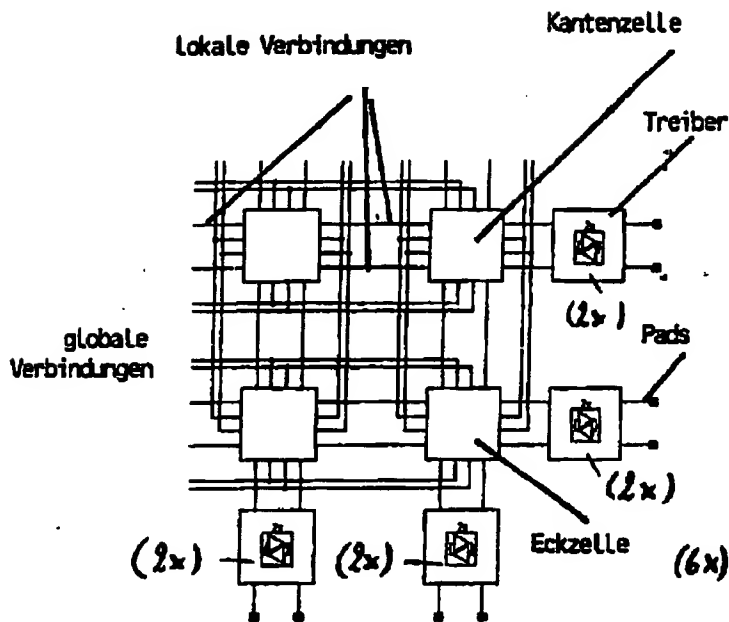 Kantenzelle
lokale Verbindungen
Treiber
(2x)
globale
Verbindungen
Pads
(2x)
(2x)
(2x)
Eckzelle
(6x)